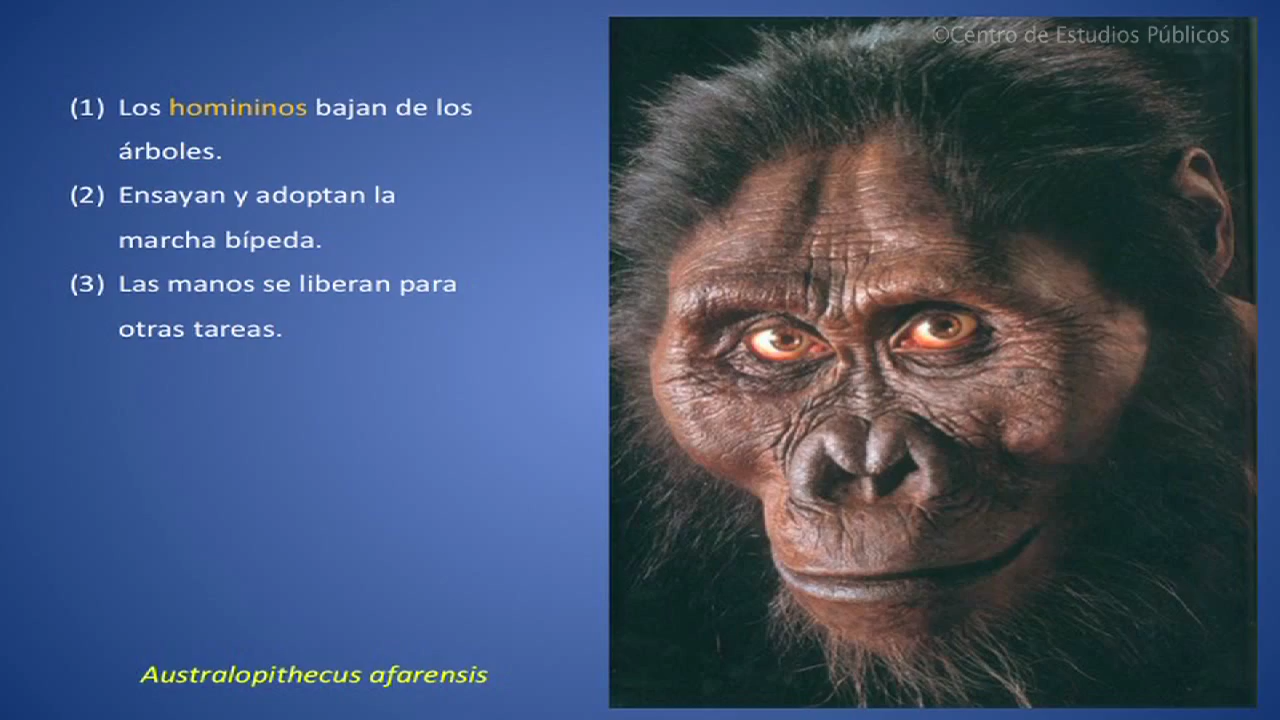 ©Centro de Estudios Públicos
(1) Los homininos bajan de los
árboles.
(2) Ensayan y adoptan la
marcha bípeda.
(3) Las manos se liberan para
otras tareas.
Australopithecus afarensis